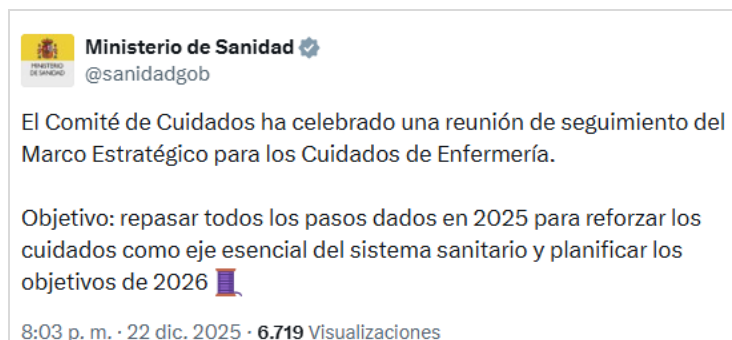 Ministerio de Sanidad
@sanidadgob
MINISTERIO
DE SANIDAD
El Comité de Cuidados ha celebrado una reunión de seguimiento del
Marco Estratégico para los Cuidados de Enfermería.
Objetivo: repasar todos los pasos dados en 2025 para reforzar los
cuidados como eje esencial del sistema sanitario y planificar los
objetivos de 2026 🧵
8:03 p. m. · 22 dic. 2025 · 6.719 Visualizaciones